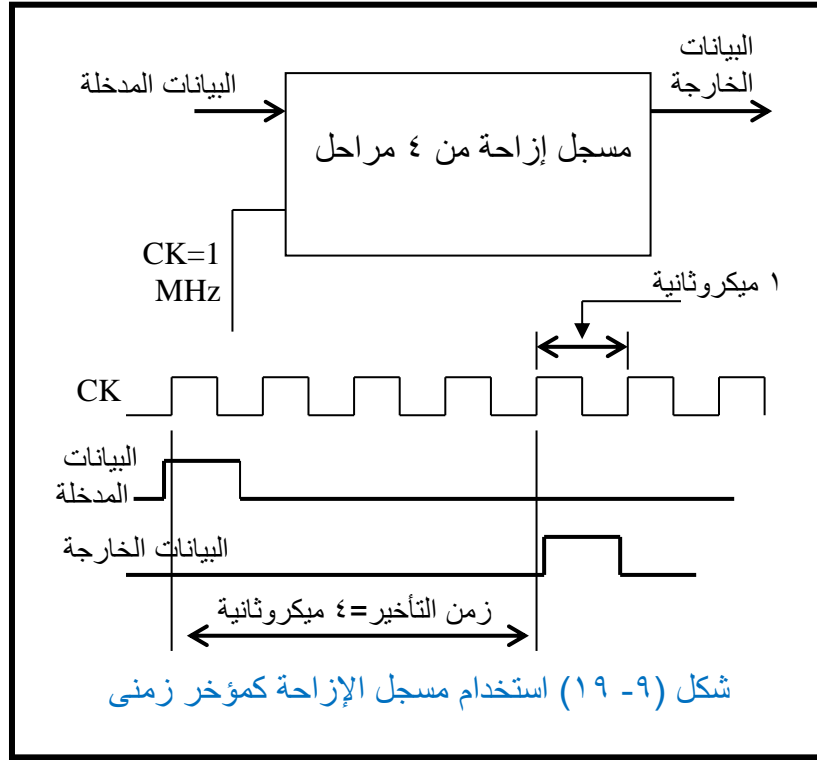 البيانات
الخارجة
البيانات المدخلة
مسجل إزاحة من ٤ مراحل
CK=1
MHz
١ ميكروثانية
CK
البيانات
المدخلة
البيانات الخارجة
زمن التأخير=٤ ميكروثانية
شكل (٩- ١٩) استخدام مسجل الإزاحة كمؤخر زمنى